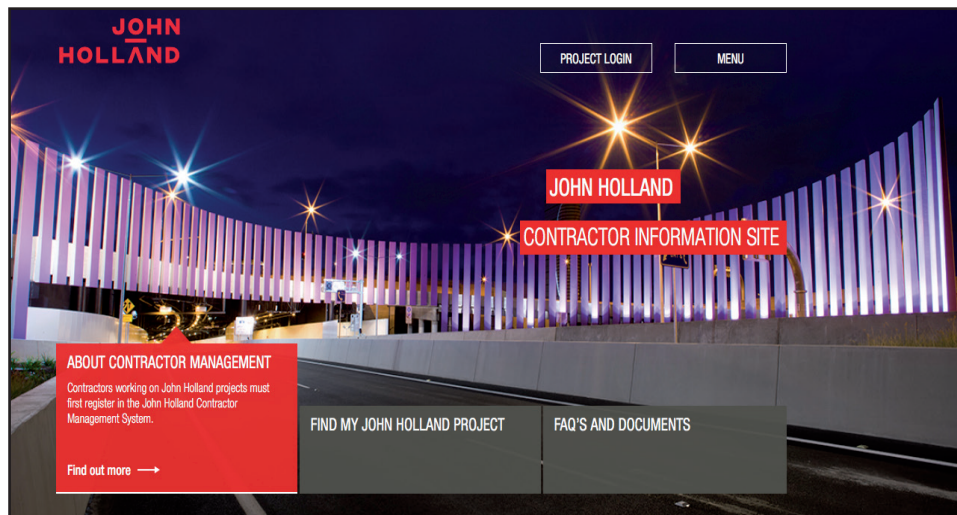 JOHN
HOLLAND
PROJECT LOGIN
MENU
JOHN HOLLAND
CONTRACTOR INFORMATION SITE
ABOUT CONTRACTOR MANAGEMENT
Contractors working on John Holland projects must
first register in the John Holland Contractor
Management System.
Find out more
FIND MY JOHN HOLLAND PROJECT
FAQ'S AND DOCUMENTS